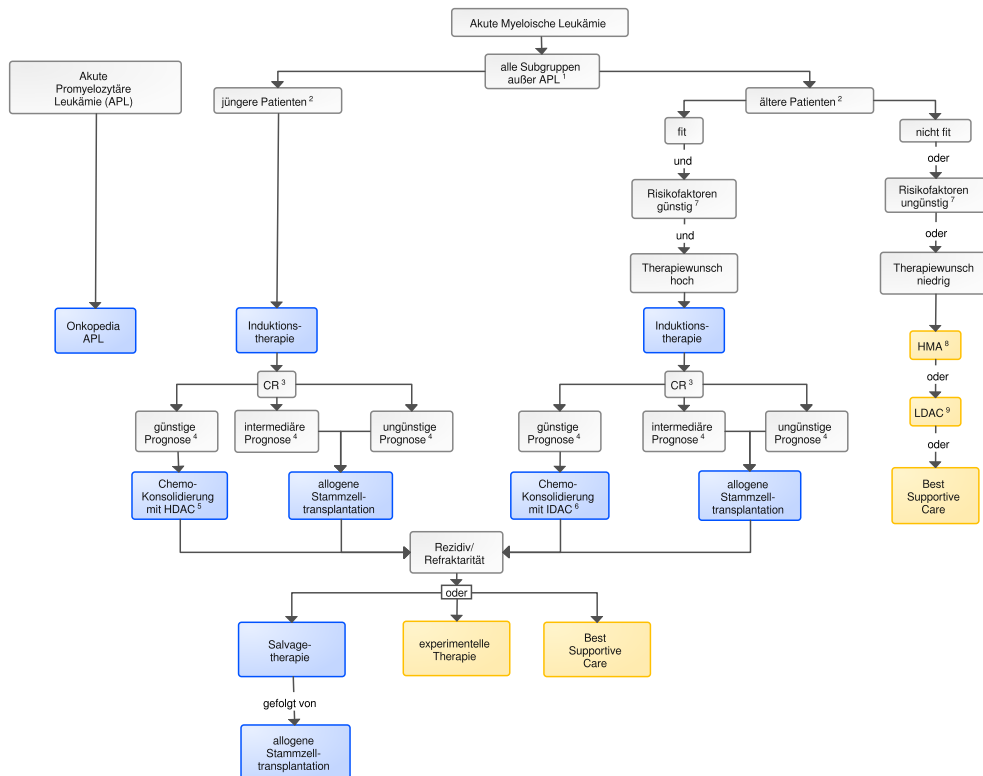 Akute Myeloische Leukämie
alle Subgruppen
außer APL 1
Akute
Promyelozytäre
Leukämie (APL)
jüngere Patienten 2
ältere Patienten 2
fit
nicht fit
und
oder
Risikofaktoren
günstig 7
Risikofaktoren
ungünstig 7
und
oder
Therapiewunsch
hoch
Therapiewunsch
niedrig
Onkopedia
APL
Induktions-
therapie
Induktions-
therapie
HMA 8
oder
LDAC 9
oder
Best
Supportive
Care
CR 3
CR 3
günstige
Prognose 4
intermediäre
Prognose 4
ungünstige
Prognose 4
günstige
Prognose 4
intermediäre
Prognose 4
ungünstige
Prognose 4
Chemo-
Konsolidierung
mit HDAC 5
allogene
Stammzell-
transplantation
Chemo-
Konsolidierung
mit IDAC 6
allogene
Stammzell-
transplantation
Rezidiv/
Refraktarität
oder
Salvage-
therapie
experimentelle
Therapie
Best
Supportive
Care
gefolgt von
allogene
Stammzell-
transplantation